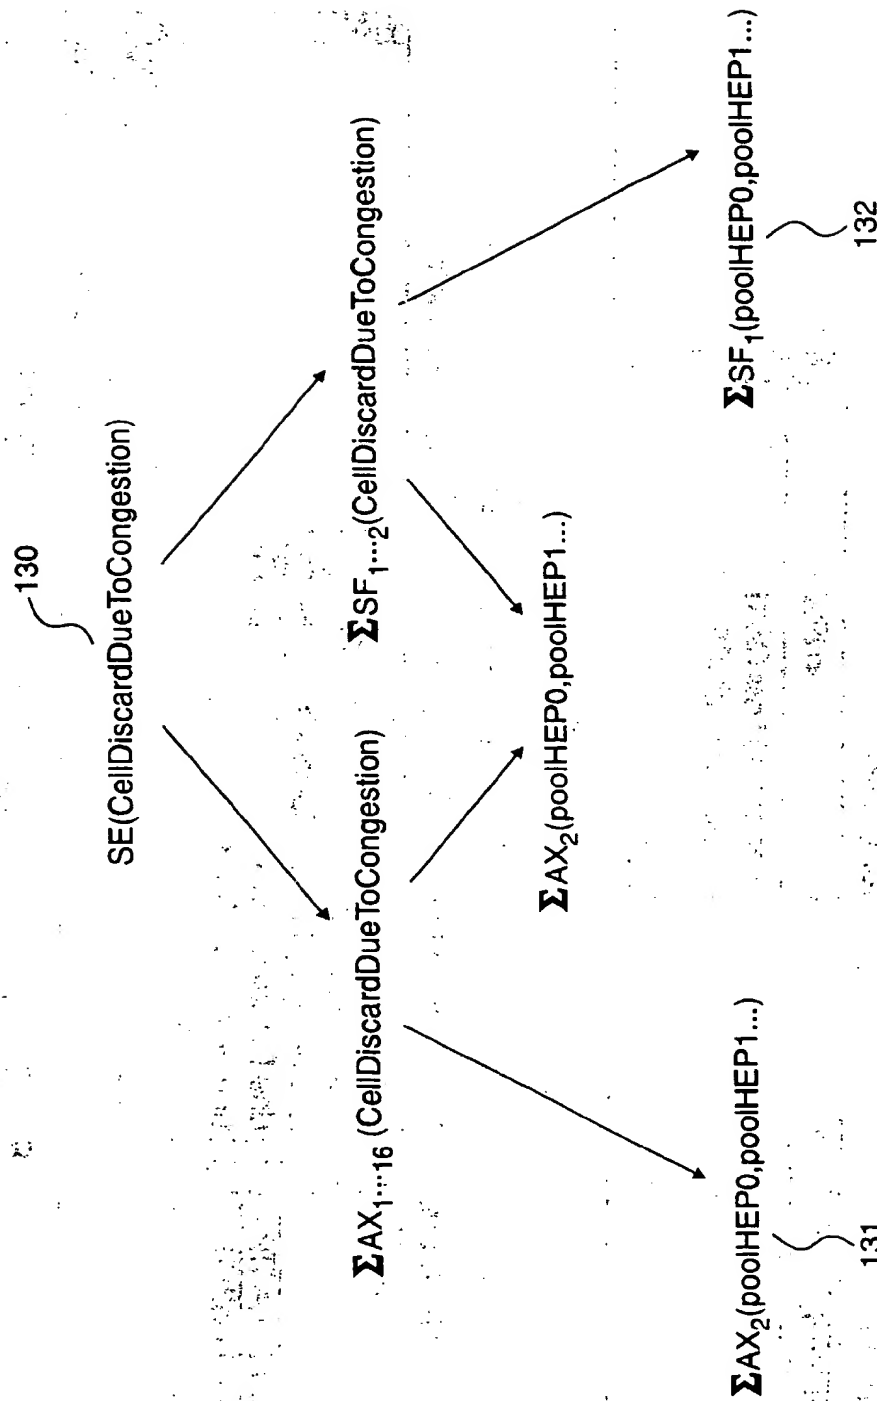 130
SE(CellDiscardDueToCongestion)
ΣAX1...16 (CellDiscardDueToCongestion)
ΣSF1...2(CellDiscardDueToCongestion)
ΣAX2(poolHEP0,poolHEP1...)
ΣAX2(poolHEP0,poolHEP1...)
ΣSF1(poolHEP0,poolHEP1...)
131
132